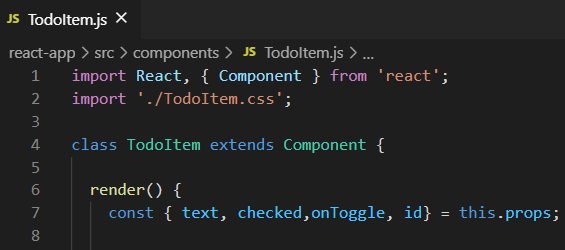 JS TodoItem.js ×
react-app > src > components > JS TodoItem.js > ...
1 import React, { Component } from 'react';
2 import './TodoItem.css';
3
4 class TodoItem extends Component {
5
6 render() {
7 const { text, checked,onToggle, id} = this.props;
8